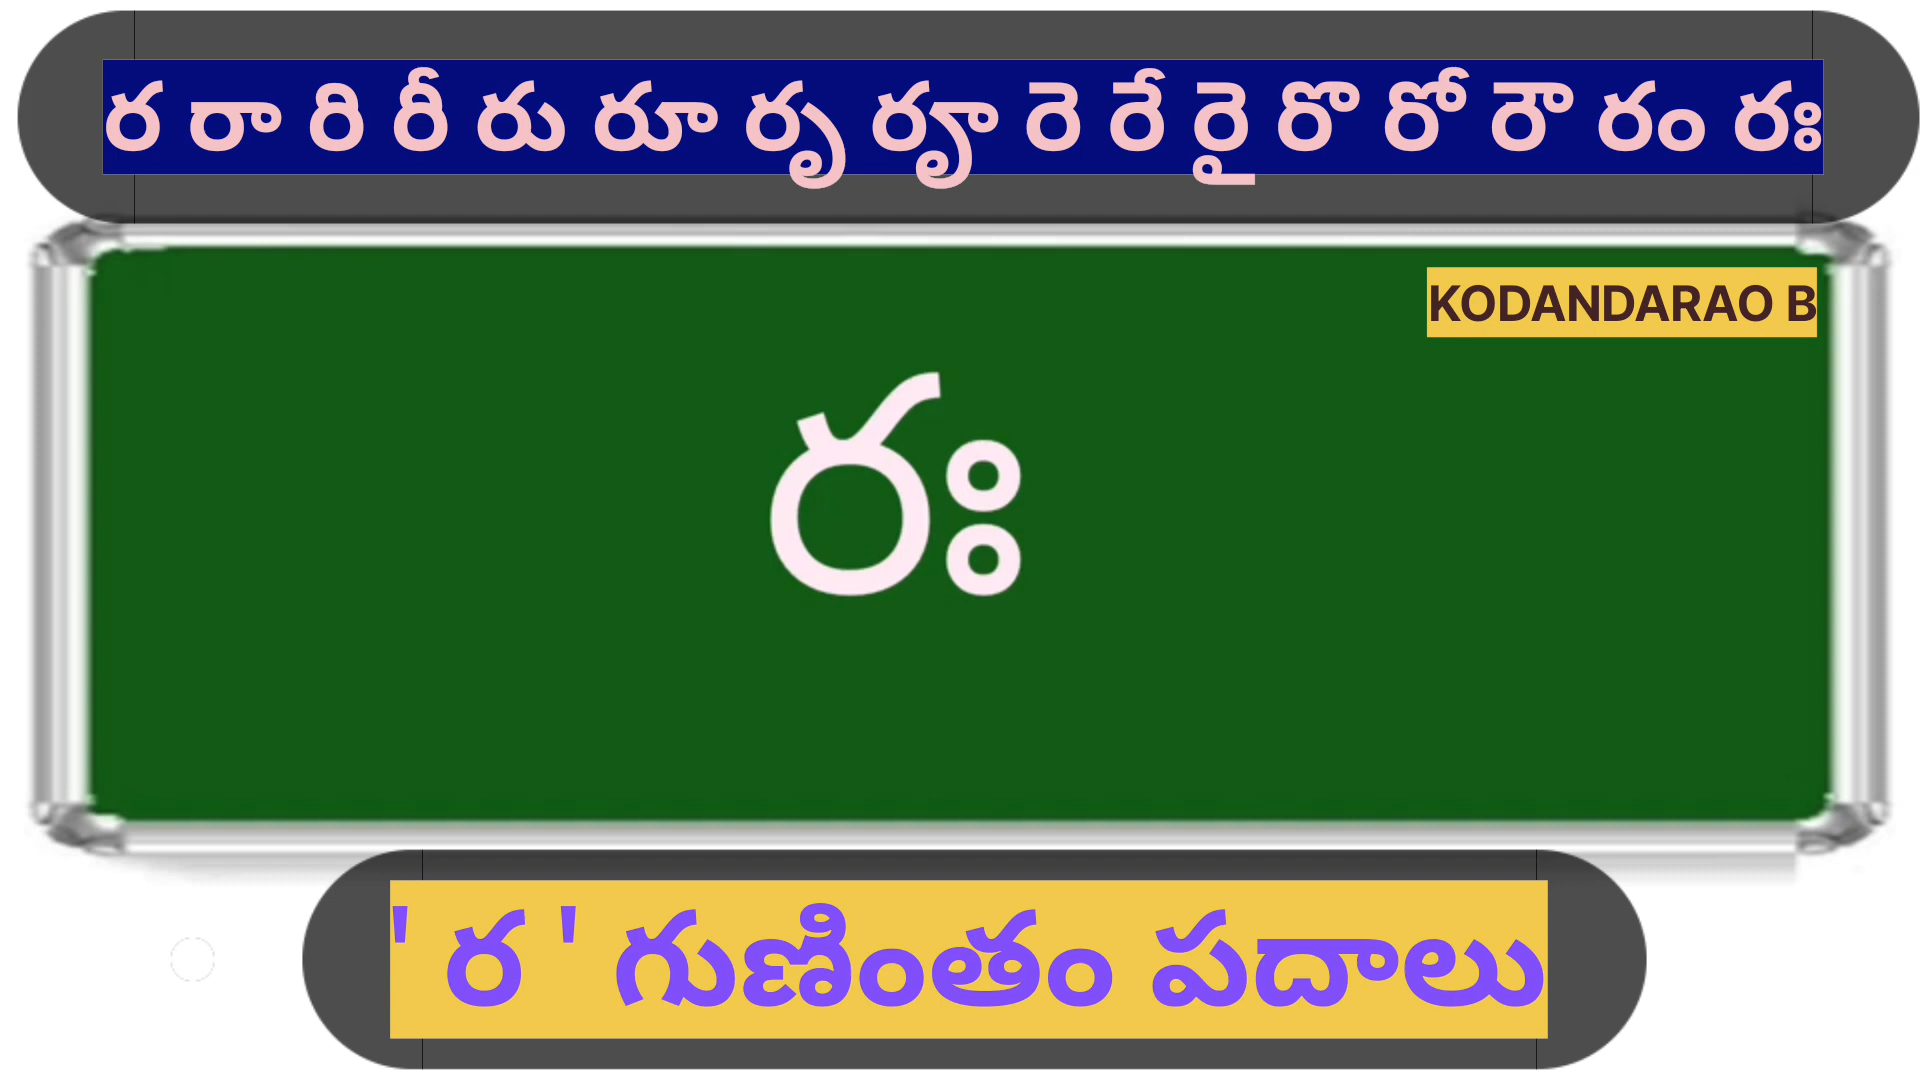 ర రా రి రీ రు రూ రృ రౄ రె రే రై రొ రో రౌ రం రః
KODANDARAO B
రః
' ర ' గుణింతం పదాలు